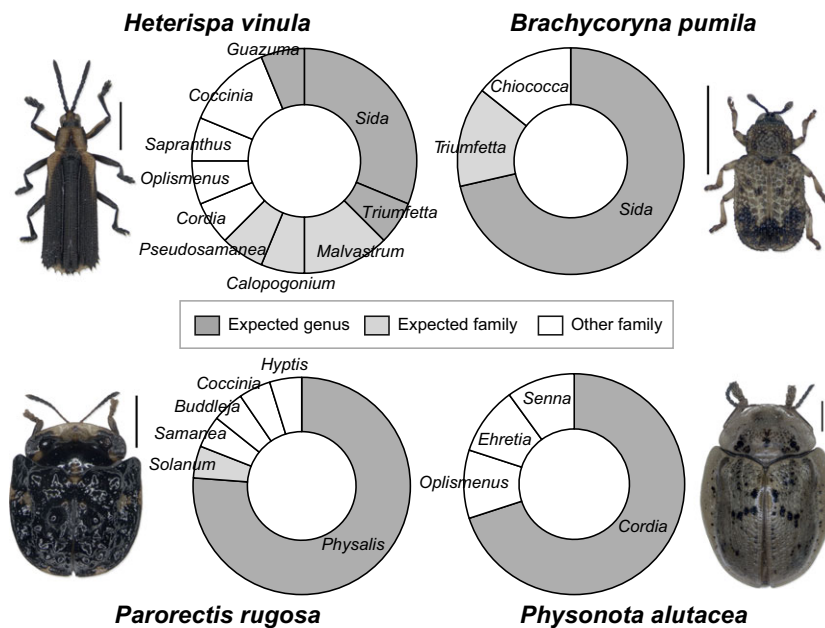 Heterispa vinula
Brachycoryna pumila
Guazuma
Coccinia
Sida
Sapranthus
Oplismenus
Cordia
Triumfetta
Pseudosamanea
Malvastrum
Calopogonium
Chiococca
Triumfetta
Sida
Expected genus
Expected family
Other family
Hyptis
Coccinia
Buddleja
Samanea
Solanum
Physalis
Senna
Ehretia
Oplismenus
Cordia
Parorectis rugosa
Physonota alutacea